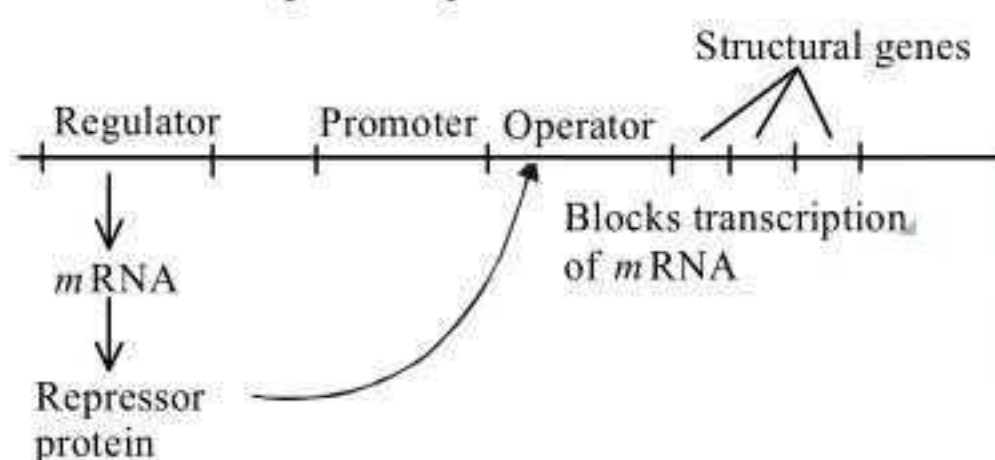 Structural genes
Regulator
Promoter
Operator
Blocks transcription
of mRNA
mRNA
Repressor
protein